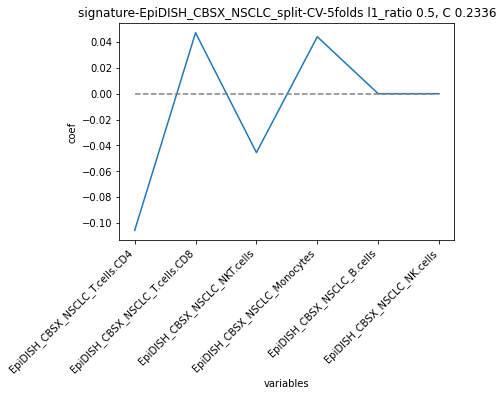 signature-EpiDISH_CBSX_NSCLC_split-CV-5folds l1_ratio 0.5, C 0.2336
0.04
0.02
0.00
−0.02
−0.04
−0.06
−0.08
−0.10
coef
EpiDISH_CBSX_NSCLC_T.cells.CD4
EpiDISH_CBSX_NSCLC_T.cells.CD8
EpiDISH_CBSX_NSCLC_NKT.cells
EpiDISH_CBSX_NSCLC_Monocytes
EpiDISH_CBSX_NSCLC_B.cells
EpiDISH_CBSX_NSCLC_NK.cells
variables